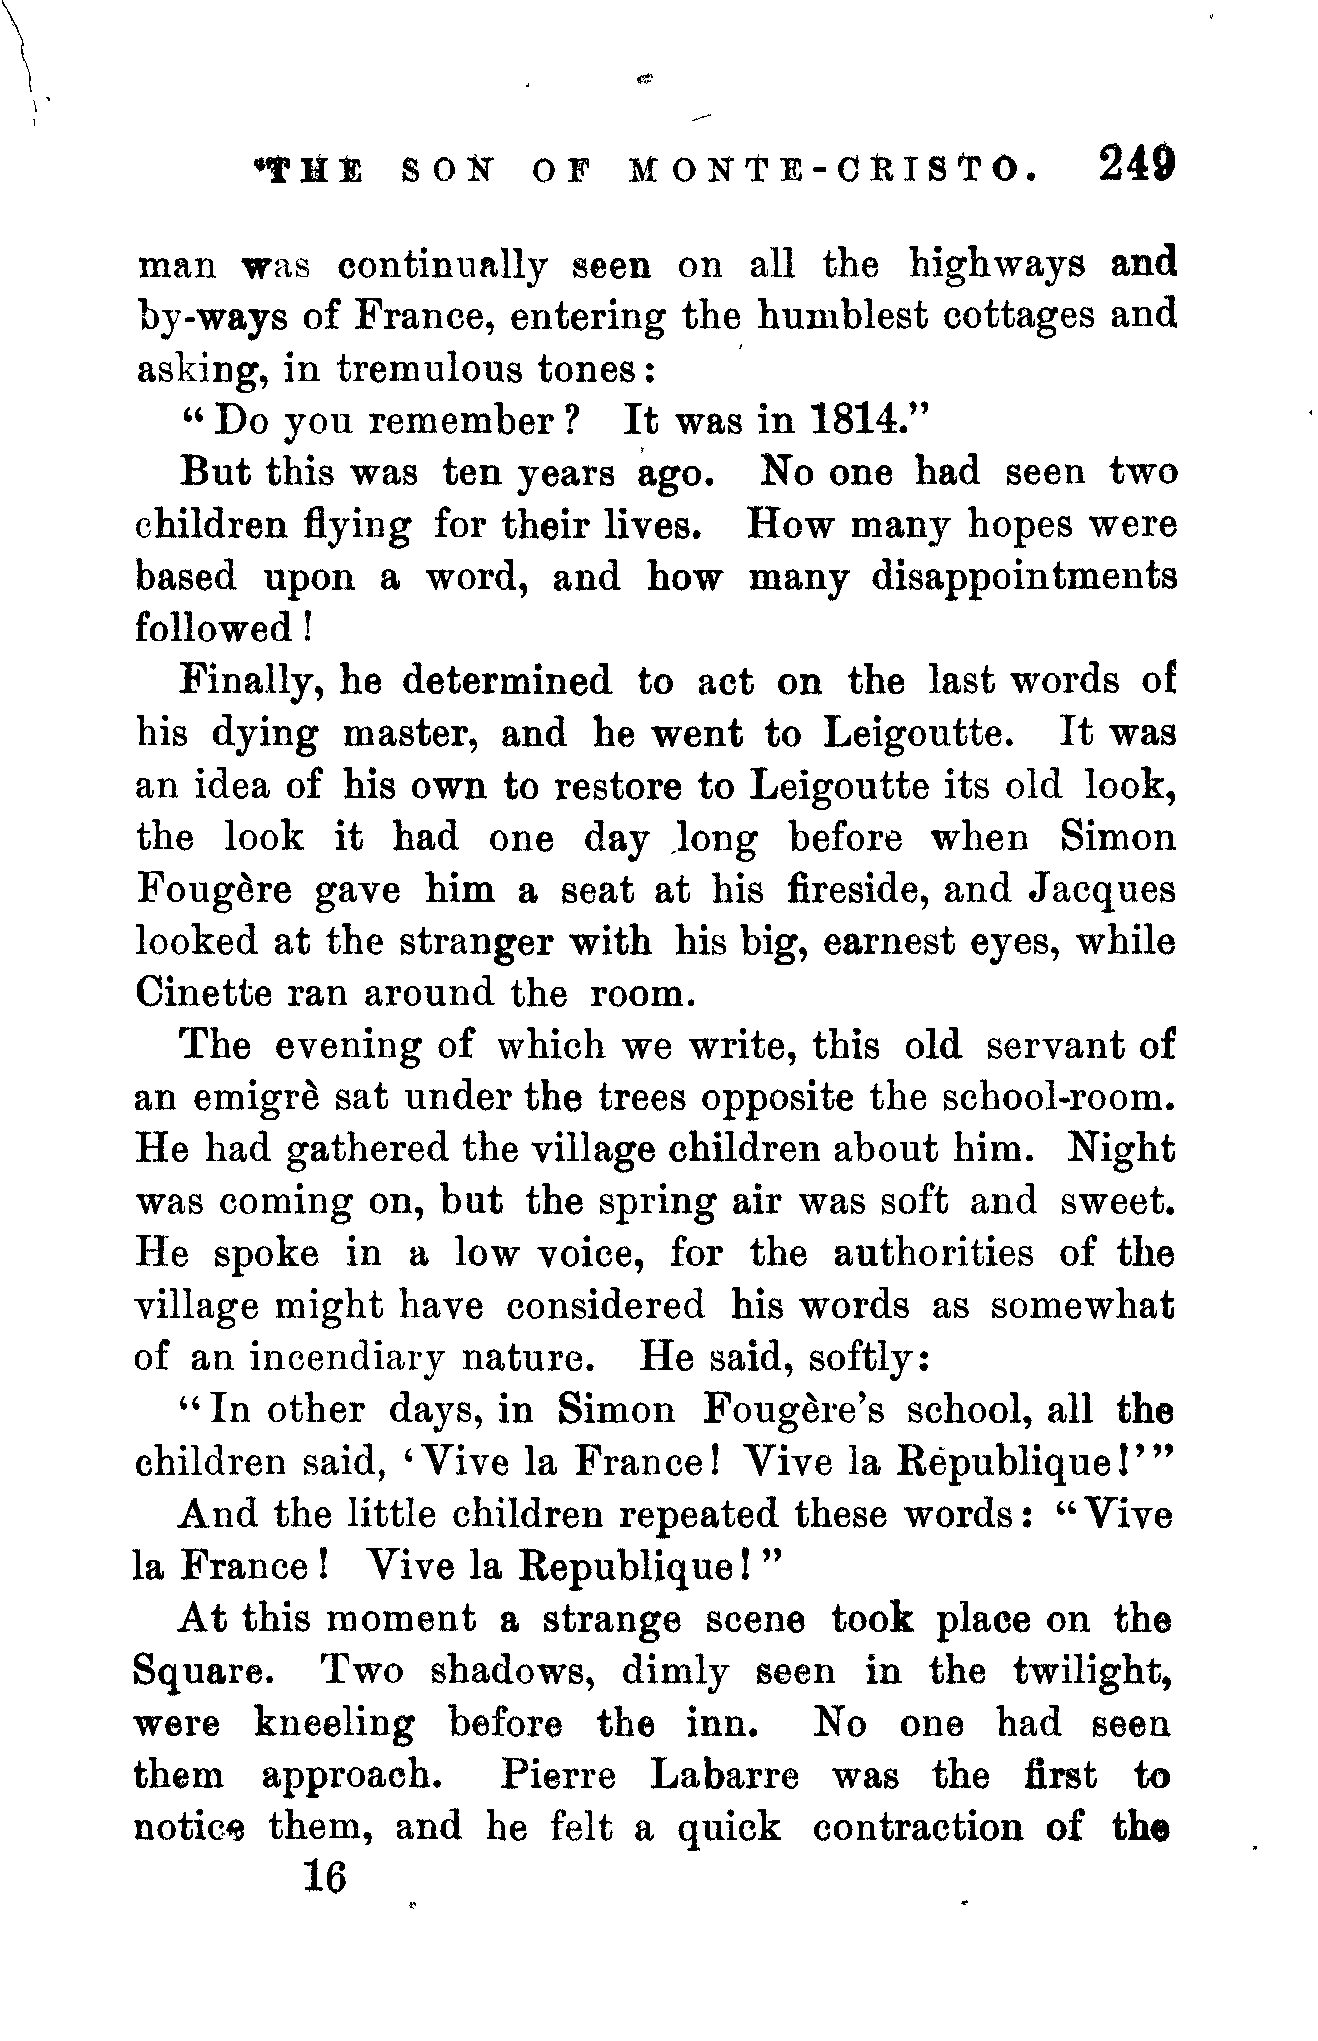 THE SON OF MONTE-CRISTO. 249
man was continually seen on all the highways and
by-ways of France, entering the humblest cottages and
asking, in tremulous tones:
“Do you remember? It was in 1814.”
But this was ten years ago. No one had seen two
children flying for their lives. How many hopes were
based upon a word, and how many disappointments
followed!
Finally, he determined to act on the last words of
his dying master, and he went to Leigoutte. It was
an idea of his own to restore to Leigoutte its old look,
the look it had one day long before when Simon
Fougère gave him a seat at his fireside, and Jacques
looked at the stranger with his big, earnest eyes, while
Cinette ran around the room.
The evening of which we write, this old servant of
an emigrè sat under the trees opposite the school-room.
He had gathered the village children about him. Night
was coming on, but the spring air was soft and sweet.
He spoke in a low voice, for the authorities of the
village might have considered his words as somewhat
of an incendiary nature. He said, softly:
“In other days, in Simon Fougère’s school, all the
children said, ‘Vive la France! Vive la Rèpublique!’”
And the little children repeated these words: “Vive
la France! Vive la Republique!”
At this moment a strange scene took place on the
Square. Two shadows, dimly seen in the twilight,
were kneeling before the inn. No one had seen
them approach. Pierre Labarre was the first to
notice them, and he felt a quick contraction of the
16